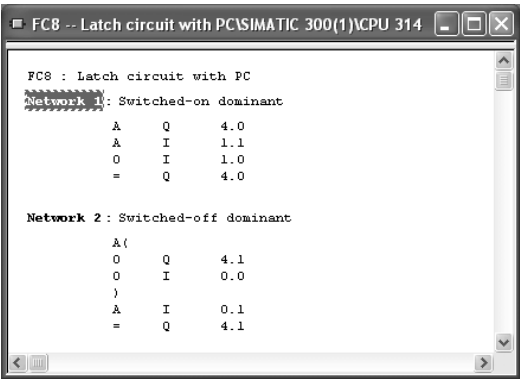 FC8 -- Latch circuit with PC\SIMATIC 300(1)\CPU 314
FC8 : Latch circuit with PC
Network 1: Switched-on dominant
A Q 4.0
A I 1.1
O I 1.0
= Q 4.0
Network 2 : Switched-off dominant
A(
O Q 4.1
O I 0.0
)
A I 0.1
= Q 4.1